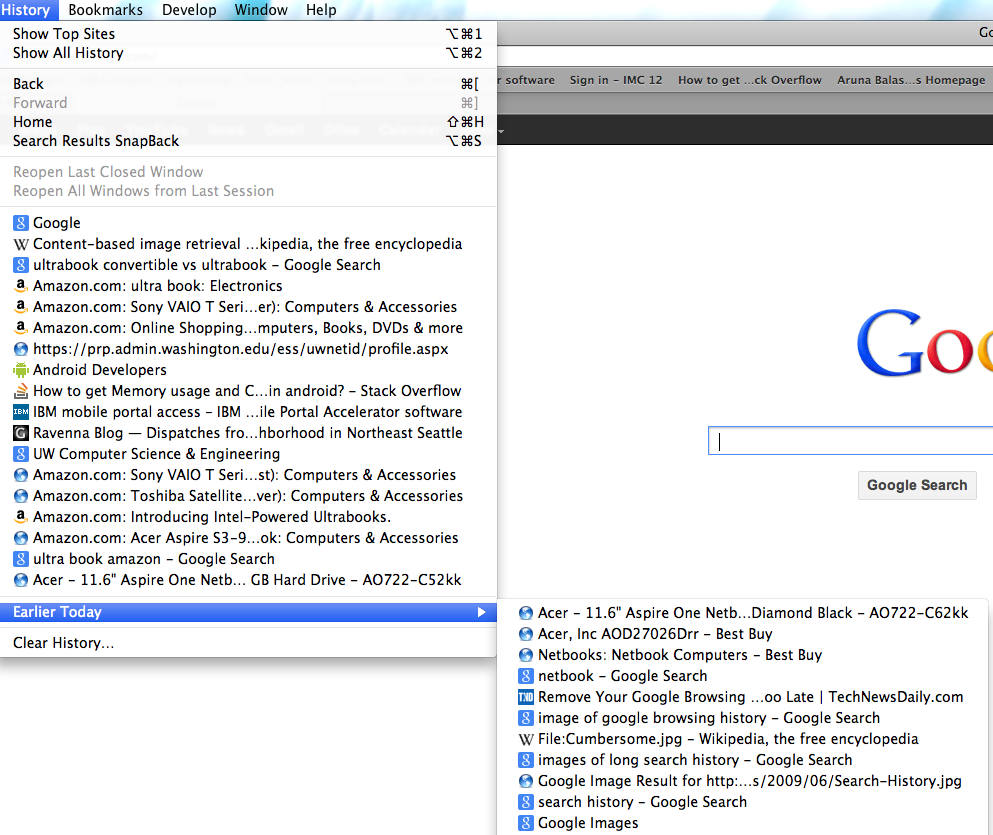 History Bookmarks Develop Window Help
Show Top Sites ⌥⌘1
Show All History ⌥⌘2
Back ⌘[
Forward ⌘]
Home ⇧⌘H
Search Results SnapBack ⌥⌘S
Reopen Last Closed Window
Reopen All Windows from Last Session
Google
Content-based image retrieval ...kipedia, the free encyclopedia
ultrabook convertible vs ultrabook - Google Search
Amazon.com: ultra book: Electronics
Amazon.com: Sony VAIO T Seri...er): Computers & Accessories
Amazon.com: Online Shopping...mputers, Books, DVDs & more
https://prp.admin.washington.edu/ess/uwnetid/profile.aspx
Android Developers
How to get Memory usage and C...in android? - Stack Overflow
IBM mobile portal access - IBM ...ile Portal Accelerator software
Ravenna Blog — Dispatches fro...hborhood in Northeast Seattle
UW Computer Science & Engineering
Amazon.com: Sony VAIO T Seri...st): Computers & Accessories
Amazon.com: Toshiba Satellite...ver): Computers & Accessories
Amazon.com: Introducing Intel-Powered Ultrabooks.
Amazon.com: Acer Aspire S3-9...ok: Computers & Accessories
ultra book amazon - Google Search
Acer - 11.6" Aspire One Netb... GB Hard Drive - AO722-C52kk
Earlier Today
Clear History...
Go
r software Sign in - IMC 12 How to get ...ck Overflow Aruna Balas...s Homepage
Goo
Google Search
Acer - 11.6" Aspire One Netb...Diamond Black - AO722-C62kk
Acer, Inc AOD27026Drr - Best Buy
Netbooks: Netbook Computers - Best Buy
netbook - Google Search
Remove Your Google Browsing ...oo Late | TechNewsDaily.com
image of google browsing history - Google Search
File:Cumbersome.jpg - Wikipedia, the free encyclopedia
images of long search history - Google Search
Google Image Result for http:...s/2009/06/Search-History.jpg
search history - Google Search
Google Images